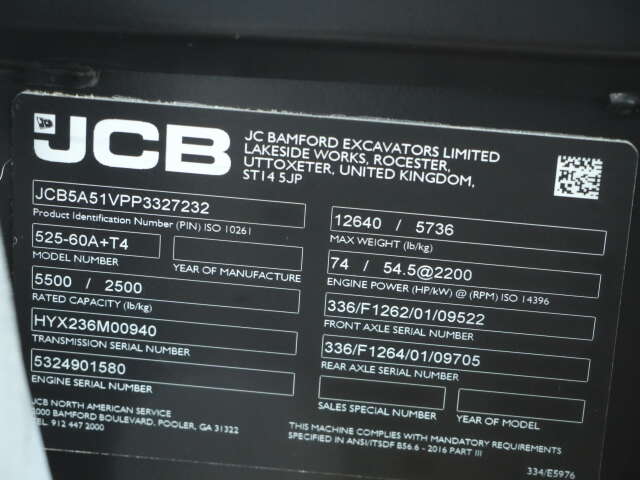 JCB
JC BAMFORD EXCAVATORS LIMITED
LAKESIDE WORKS, ROCESTER,
UTTOXETER, UNITED KINGDOM,
ST14 5JP
JCB5A51VPP3327232
Product Identification Number (PIN) ISO 10261
525-60A+T4
MODEL NUMBER
YEAR OF MANUFACTURE
5500 / 2500
RATED CAPACITY (lb/kg)
HYX236M00940
TRANSMISSION SERIAL NUMBER
5324901580
ENGINE SERIAL NUMBER
JCB NORTH AMERICAN SERVICE
2000 BAMFORD BOULEVARD, POOLER, GA 31322
TEL. 912 447 2000
12640 / 5736
MAX WEIGHT (lb/kg)
74 / 54.5@2200
ENGINE POWER (HP/kW) @ (RPM) ISO 14396
336/F1262/01/09522
FRONT AXLE SERIAL NUMBER
336/F1264/01/09705
REAR AXLE SERIAL NUMBER
SALES SPECIAL NUMBER
YEAR OF MODEL
THIS MACHINE COMPLIES WITH MANDATORY REQUIREMENTS
SPECIFIED IN ANSI/ITSDF B56.6 - 2016 PART III
334/E5976